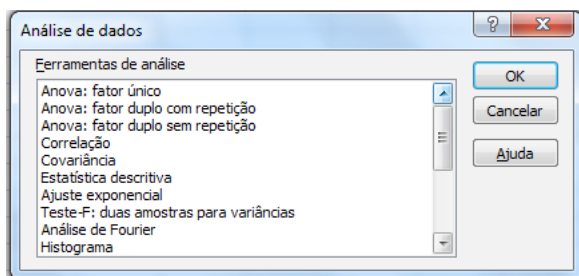 Análise de dados
Ferramentas de análise
Anova: fator único
Anova: fator duplo com repetição
Anova: fator duplo sem repetição
Correlação
Covariância
Estatística descritiva
Ajuste exponencial
Teste-F: duas amostras para variâncias
Análise de Fourier
Histograma
OK
Cancelar
Ajuda